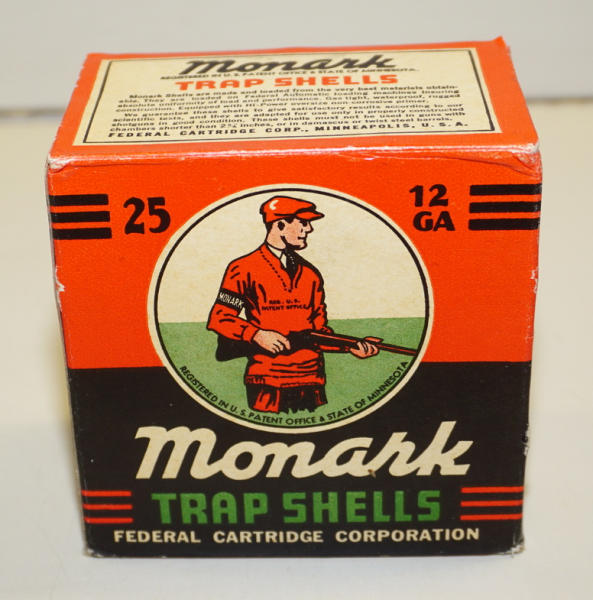 Monark
REGISTERED IN U.S. PATENT OFFICE & STATE OF MINNESOTA.
TRAP SHELLS
Monark Shells are made and loaded from the very best materials obtain-
able. They are loaded on Federal Automatic loading machines insuring
absolute uniformity of load and performance. Gas tight, waterproof, rugged
construction. Equipped with Hi-Power oversize non-corrosive primer.
We guarantee these shells to give satisfactory results according to our
scientific tests, and they are adapted for use only in properly constructed
shotguns in good condition. These shells must not be used in guns with
chambers shorter than 2¾ inches, or in damascus or twist steel barrels.
FEDERAL CARTRIDGE CORP., MINNEAPOLIS, U. S. A.
25
12
GA
MONARK
REG. U.S.
PATENT OFFICE
REGISTERED IN U.S. PATENT OFFICE & STATE OF MINNESOTA
Monark
TRAP SHELLS
FEDERAL CARTRIDGE CORPORATION